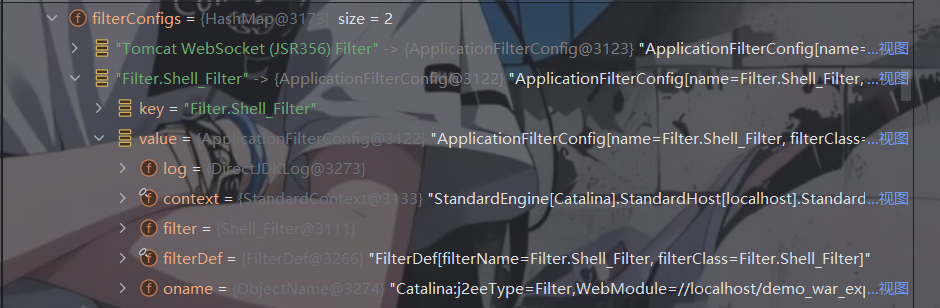 filterConfigs = {HashMap@3173} size = 2
"Tomcat WebSocket (JSR356) Filter" -> {ApplicationFilterConfig@3123} "ApplicationFilterConfig[name=...视图
"Filter.Shell_Filter" -> {ApplicationFilterConfig@3122} "ApplicationFilterConfig[name=Filter.Shell_Filter, ...视图
key = "Filter.Shell_Filter"
value = {ApplicationFilterConfig@3122} "ApplicationFilterConfig[name=Filter.Shell_Filter, filterClass=...视图
log = {DirectJDKLog@3273}
context = {StandardContext@3133} "StandardEngine[Catalina].StandardHost[localhost].Standard...视图
filter = {Shell_Filter@3111}
filterDef = {FilterDef@3266} "FilterDef[filterName=Filter.Shell_Filter, filterClass=Filter.Shell_Filter]"
oname = {ObjectName@3274} "Catalina:j2eeType=Filter,WebModule=//localhost/demo_war_exp...视图